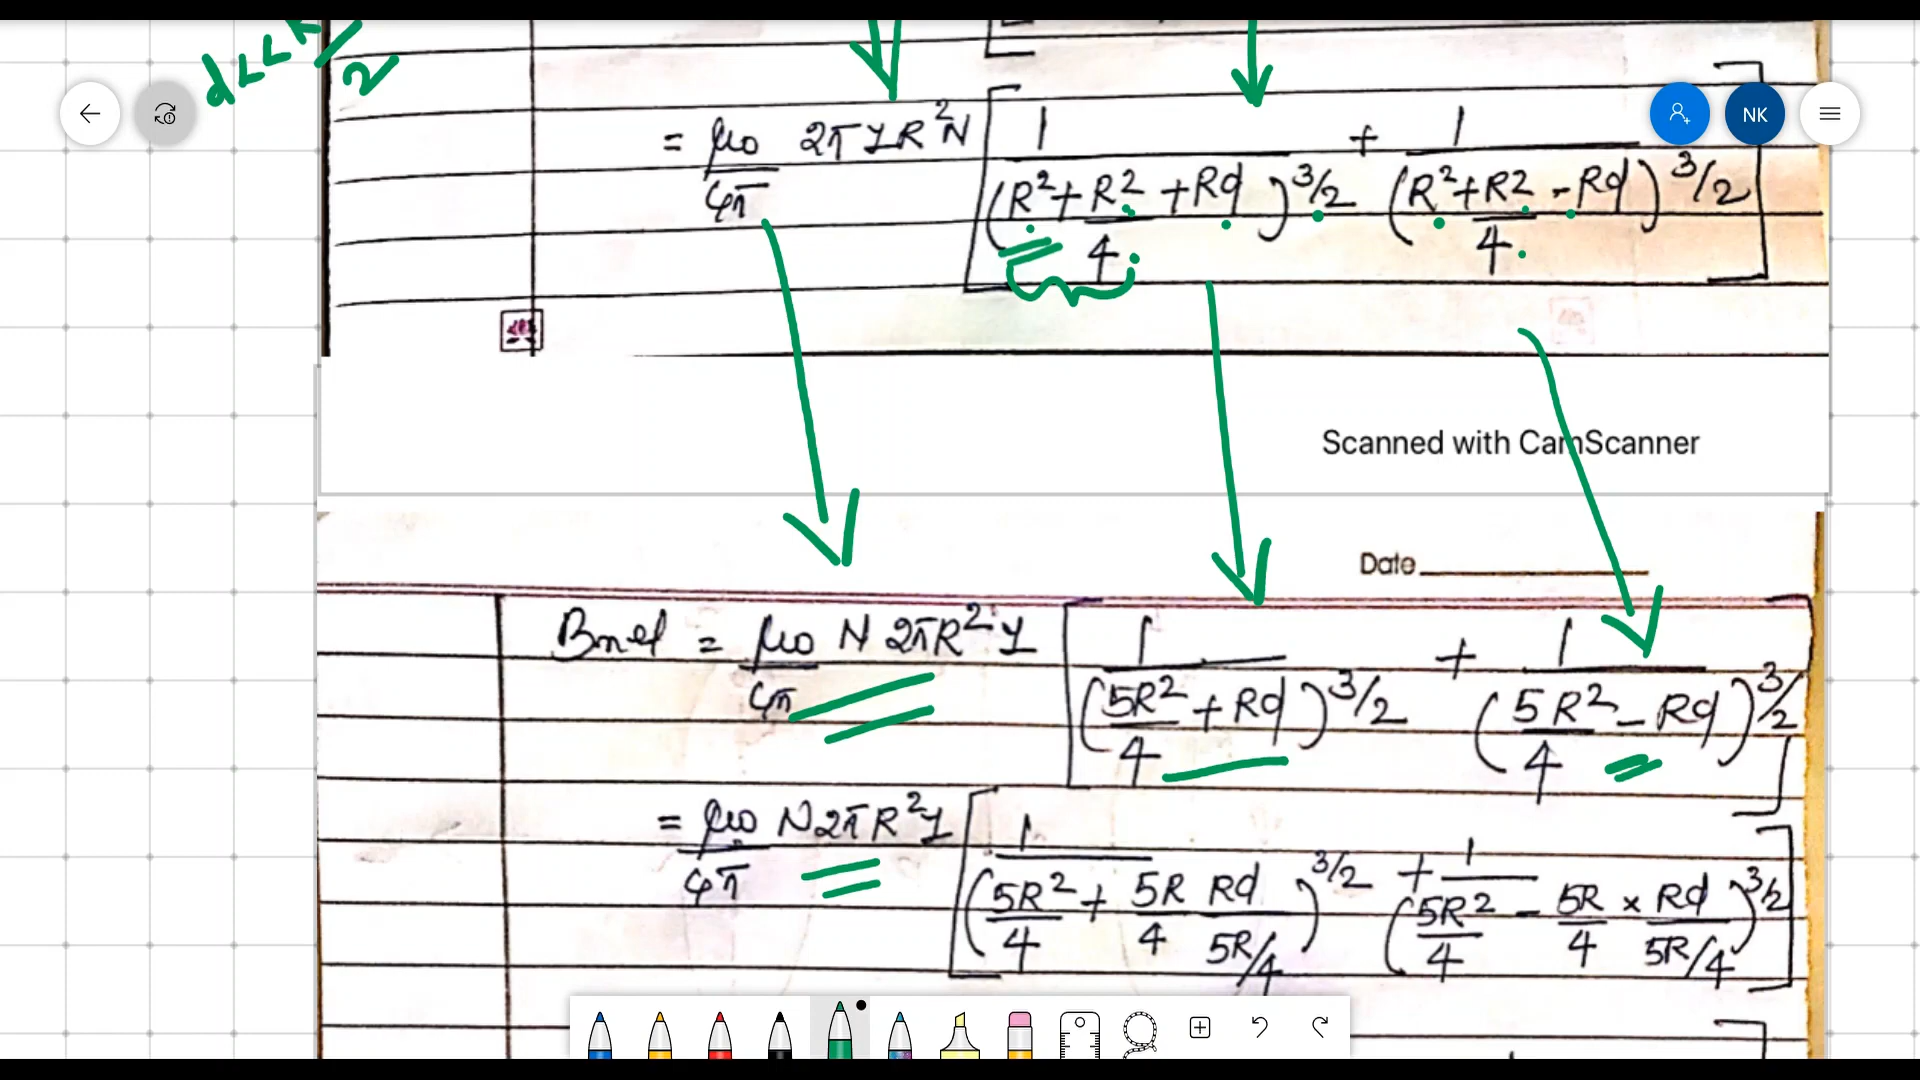 d<<R/2
= μ0/4π 2πIR²N [ 1/(R²+R²/4+Rd)^3/2 + 1/(R²+R²/4-Rd)^3/2 ]
NK
Scanned with CamScanner
Date
Bnet = μ0/4π N 2πR²I [ 1/(5R²/4+Rd)^3/2 + 1/(5R²/4-Rd)^3/2 ]
= μ0/4π N2πR²I [ 1/(5R²/4 + 5R/4 Rd/5R/4)^3/2 + 1/(5R²/4 - 5R/4 × Rd/5R/4)^3/2 ]